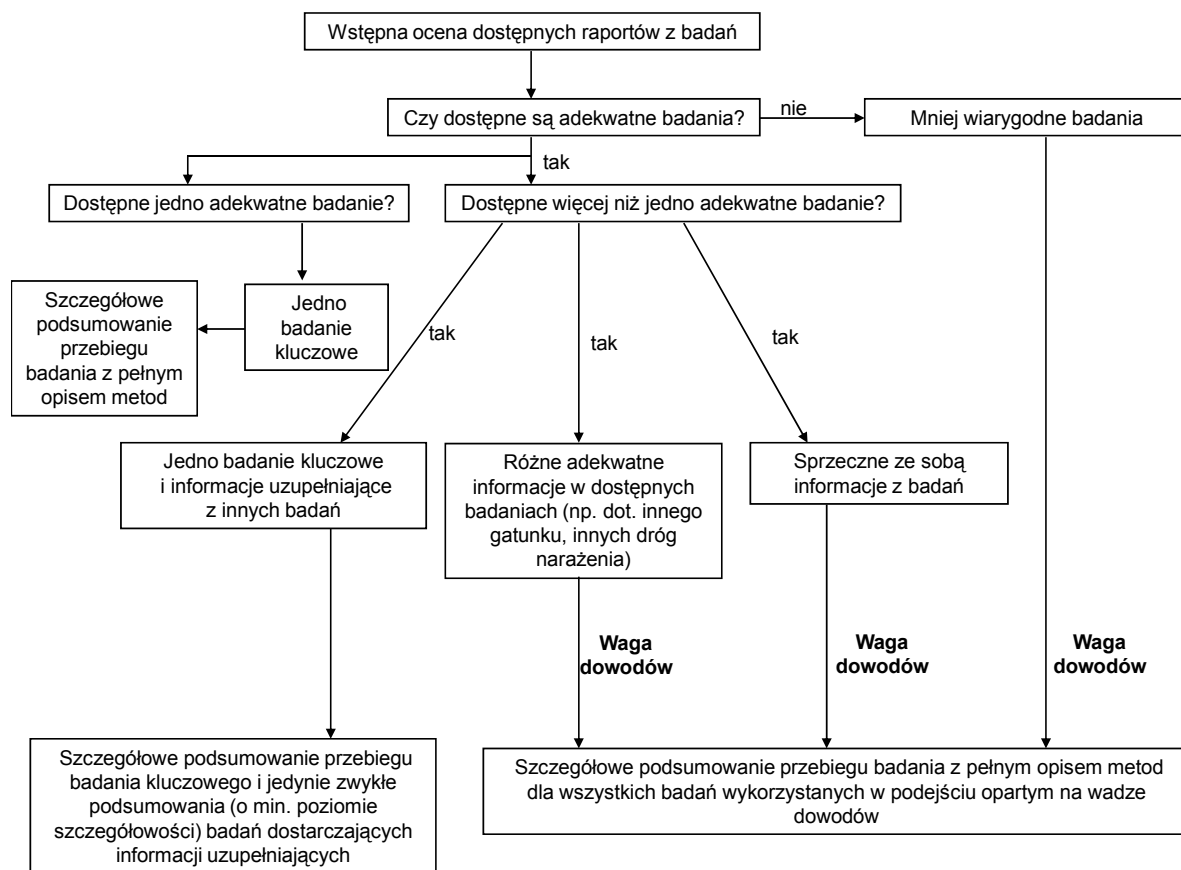 Wstępna ocena dostępnych raportów z badań
Czy dostępne są adekwatne badania?
nie
Mniej wiarygodne badania
tak
Dostępne jedno adekwatne badanie?
Dostępne więcej niż jedno adekwatne badanie?
Szczegółowe
podsumowanie
przebiegu
badania z pełnym
opisem metod
Jedno
badanie
kluczowe
tak
tak
tak
Jedno badanie kluczowe
i informacje uzupełniające
z innych badań
Różne adekwatne
informacje w dostępnych
badaniach (np. dot. innego
gatunku, innych dróg
narażenia)
Sprzeczne ze sobą
informacje z badań
Waga
dowodów
Waga
dowodów
Waga
dowodów
Szczegółowe podsumowanie przebiegu
badania kluczowego i jedynie zwykłe
podsumowania (o min. poziomie
szczegółowości) badań dostarczających
informacji uzupełniających
Szczegółowe podsumowanie przebiegu badania z pełnym opisem metod
dla wszystkich badań wykorzystanych w podejściu opartym na wadze
dowodów